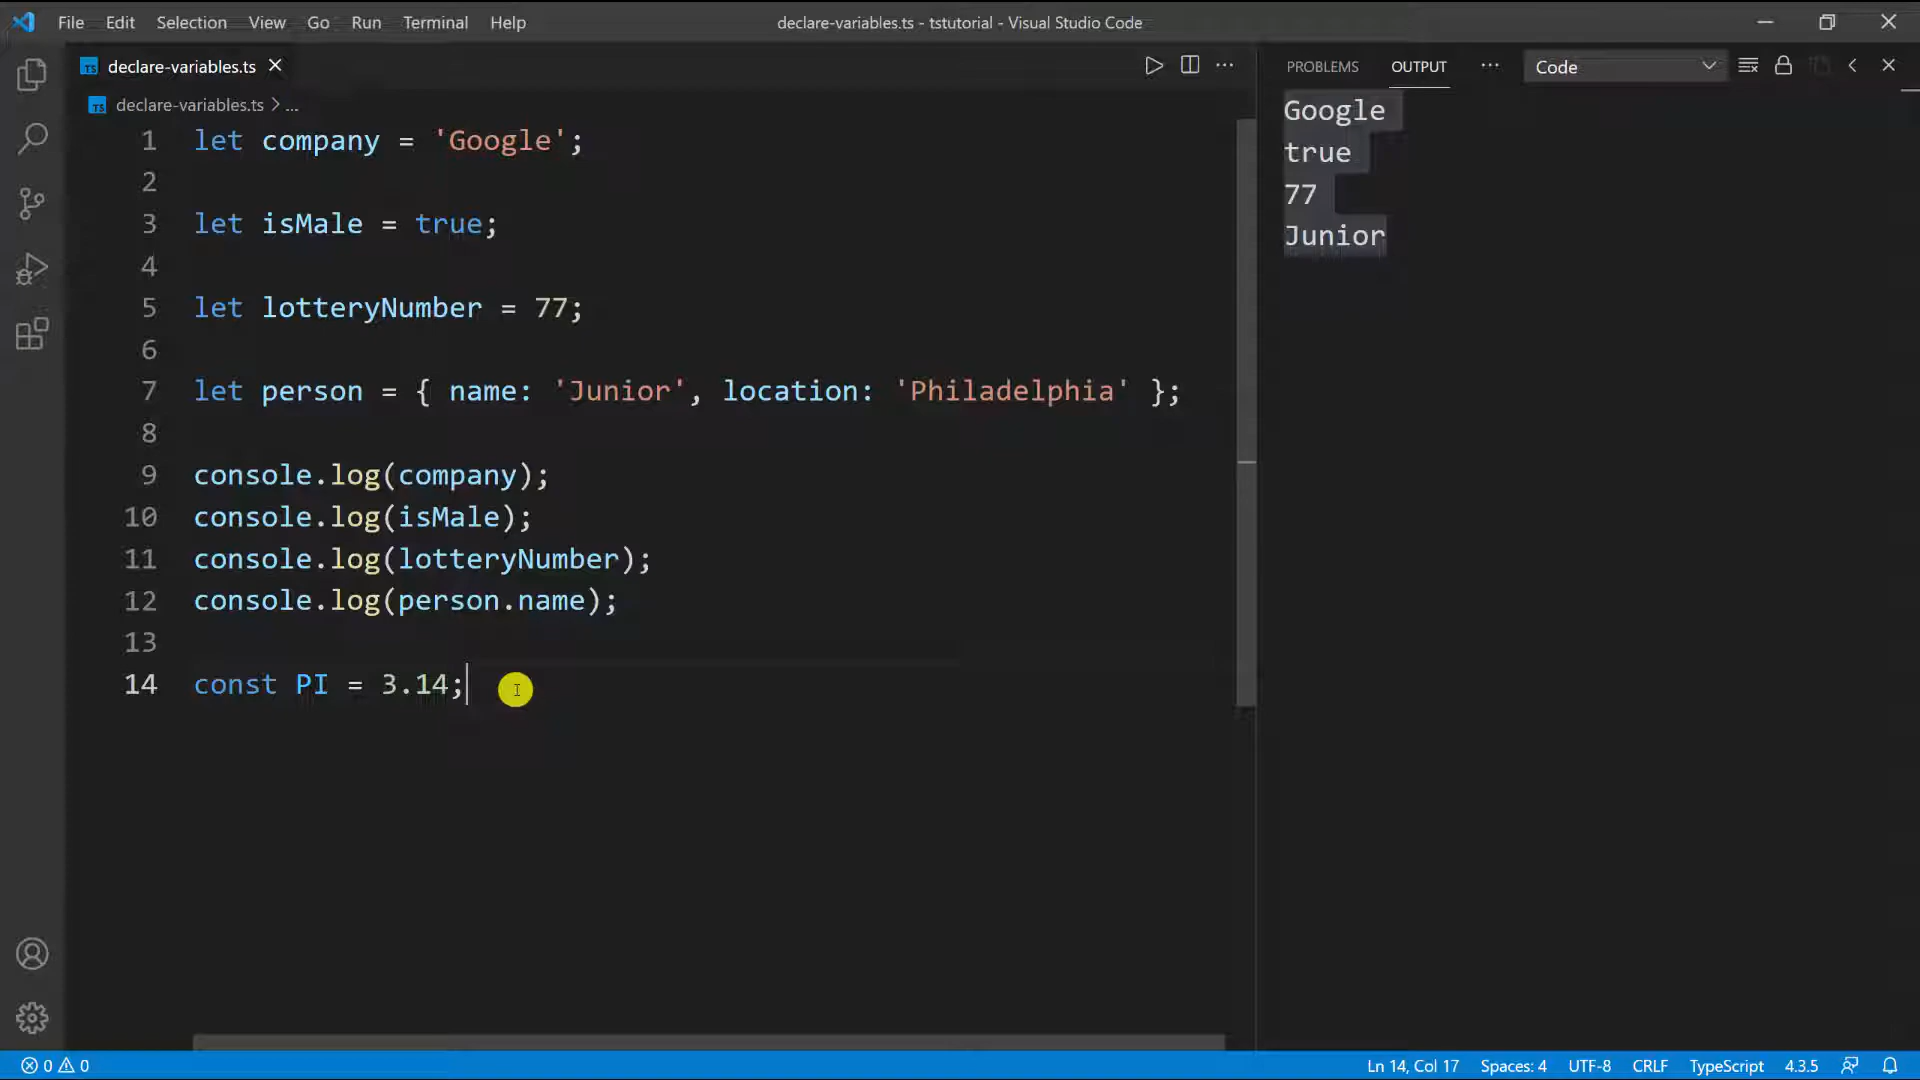 File Edit Selection View Go Run Terminal Help declare-variables.ts - tstutorial - Visual Studio Code
TS declare-variables.ts
TS declare-variables.ts > ...
1 let company = 'Google';
2
3 let isMale = true;
4
5 let lotteryNumber = 77;
6
7 let person = { name: 'Junior', location: 'Philadelphia' };
8
9 console.log(company);
10 console.log(isMale);
11 console.log(lotteryNumber);
12 console.log(person.name);
13
14 const PI = 3.14;
PROBLEMS OUTPUT ... Code
Google
true
77
Junior
0 0 Ln 14, Col 17 Spaces: 4 UTF-8 CRLF TypeScript 4.3.5